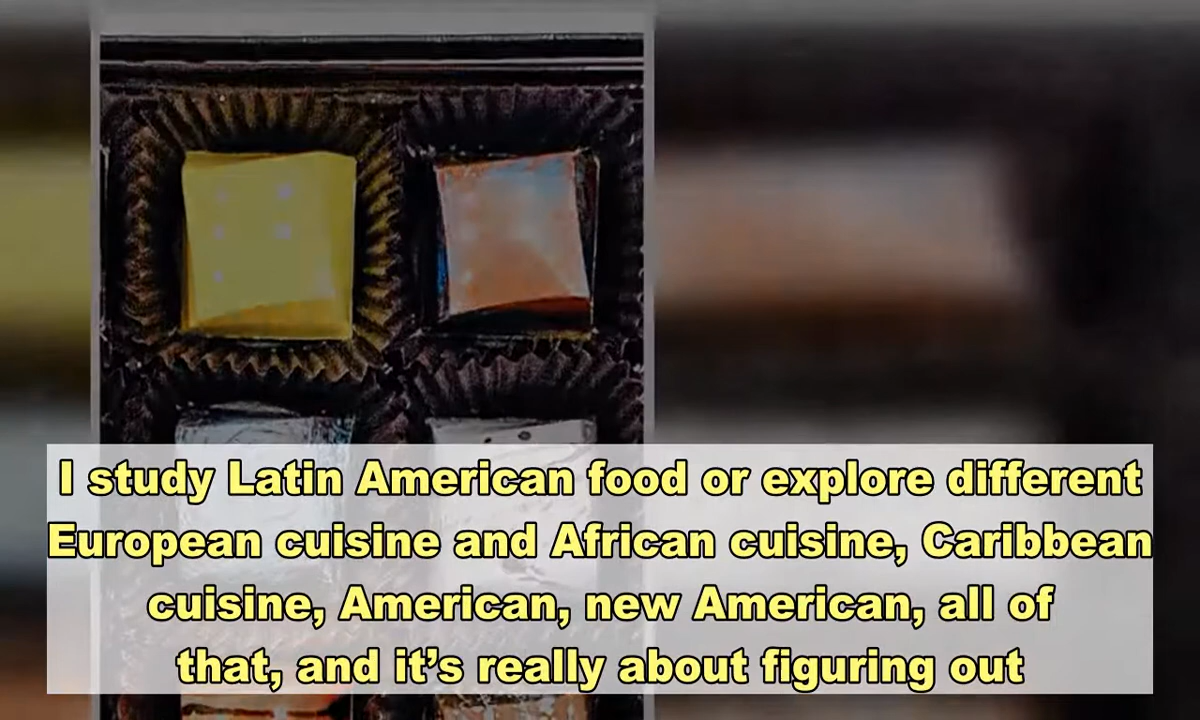 I study Latin American food or explore different
European cuisine and African cuisine, Caribbean
cuisine, American, new American, all of
that, and it’s really about figuring out